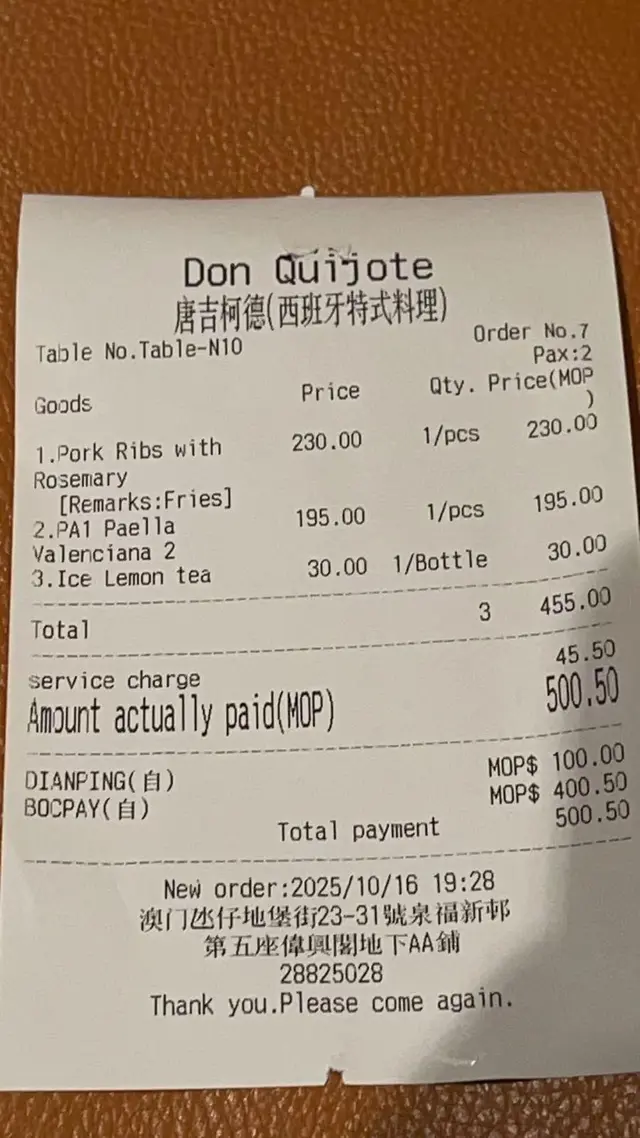 Don Quijote
唐吉柯德(西班牙特式料理)
Table No.Table-N10 Order No.7
Pax:2
Goods Price Qty. Price(MOP
)
1.Pork Ribs with 230.00 1/pcs 230.00
Rosemary
[Remarks:Fries]
2.PA1 Paella 195.00 1/pcs 195.00
Valenciana 2
3.Ice Lemon tea 30.00 1/Bottle 30.00
Total 3 455.00
service charge 45.50
Amount actually paid(MOP) 500.50
DIANPING(自) MOP$ 100.00
BOCPAY(自) MOP$ 400.50
Total payment 500.50
New order:2025/10/16 19:28
澳门氹仔地堡街23-31號泉福新邨
第五座偉興閣地下AA鋪
28825028
Thank you.Please come again.